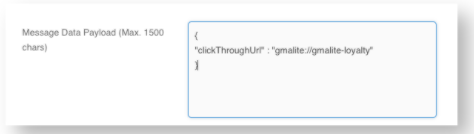 Message Data Payload (Max. 1500
chars)
{
"clickThroughUrl" : "gmalite://gmalite-loyalty"
}